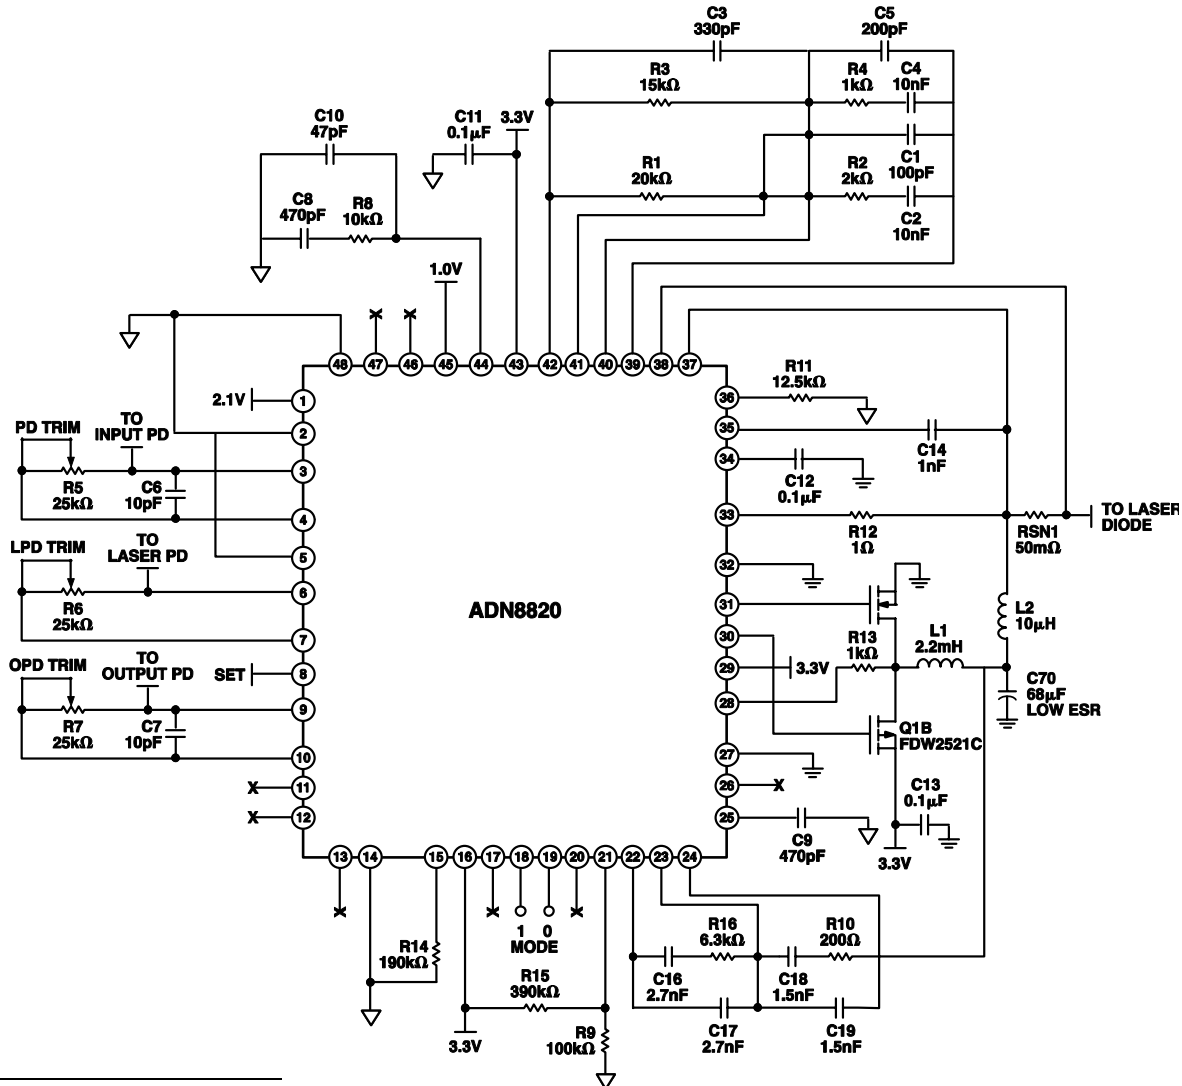 C3
330pF
C5
200pF
R3
15kΩ
R4
1kΩ
C4
10nF
C10
47pF
C11
0.1μF
3.3V
C1
100pF
R1
20kΩ
R2
2kΩ
C2
10nF
C8
470pF
R8
10kΩ
1.0V
X
X
48
47
46
45
44
43
42
41
40
39
38
37
2.1V
1
2
3
4
5
6
7
8
9
10
11
12
PD TRIM
TO
INPUT PD
R5
25kΩ
C6
10pF
LPD TRIM
TO
LASER PD
R6
25kΩ
OPD TRIM
TO
OUTPUT PD
SET
R7
25kΩ
C7
10pF
X
X
ADN8820
36
35
34
33
32
31
30
29
28
27
26
25
R11
12.5kΩ
C14
1nF
C12
0.1μF
R12
1Ω
RSN1
50mΩ
TO LASER
DIODE
L2
10μH
R13
1kΩ
L1
2.2mH
3.3V
C70
68μF
LOW ESR
Q1B
FDW2521C
X
C13
0.1μF
3.3V
C9
470pF
13
14
15
16
17
18
19
20
21
22
23
24
X
X
X
1
0
MODE
R14
190kΩ
R15
390kΩ
3.3V
R9
100kΩ
R16
6.3kΩ
R10
200Ω
C16
2.7nF
C18
1.5nF
C17
2.7nF
C19
1.5nF